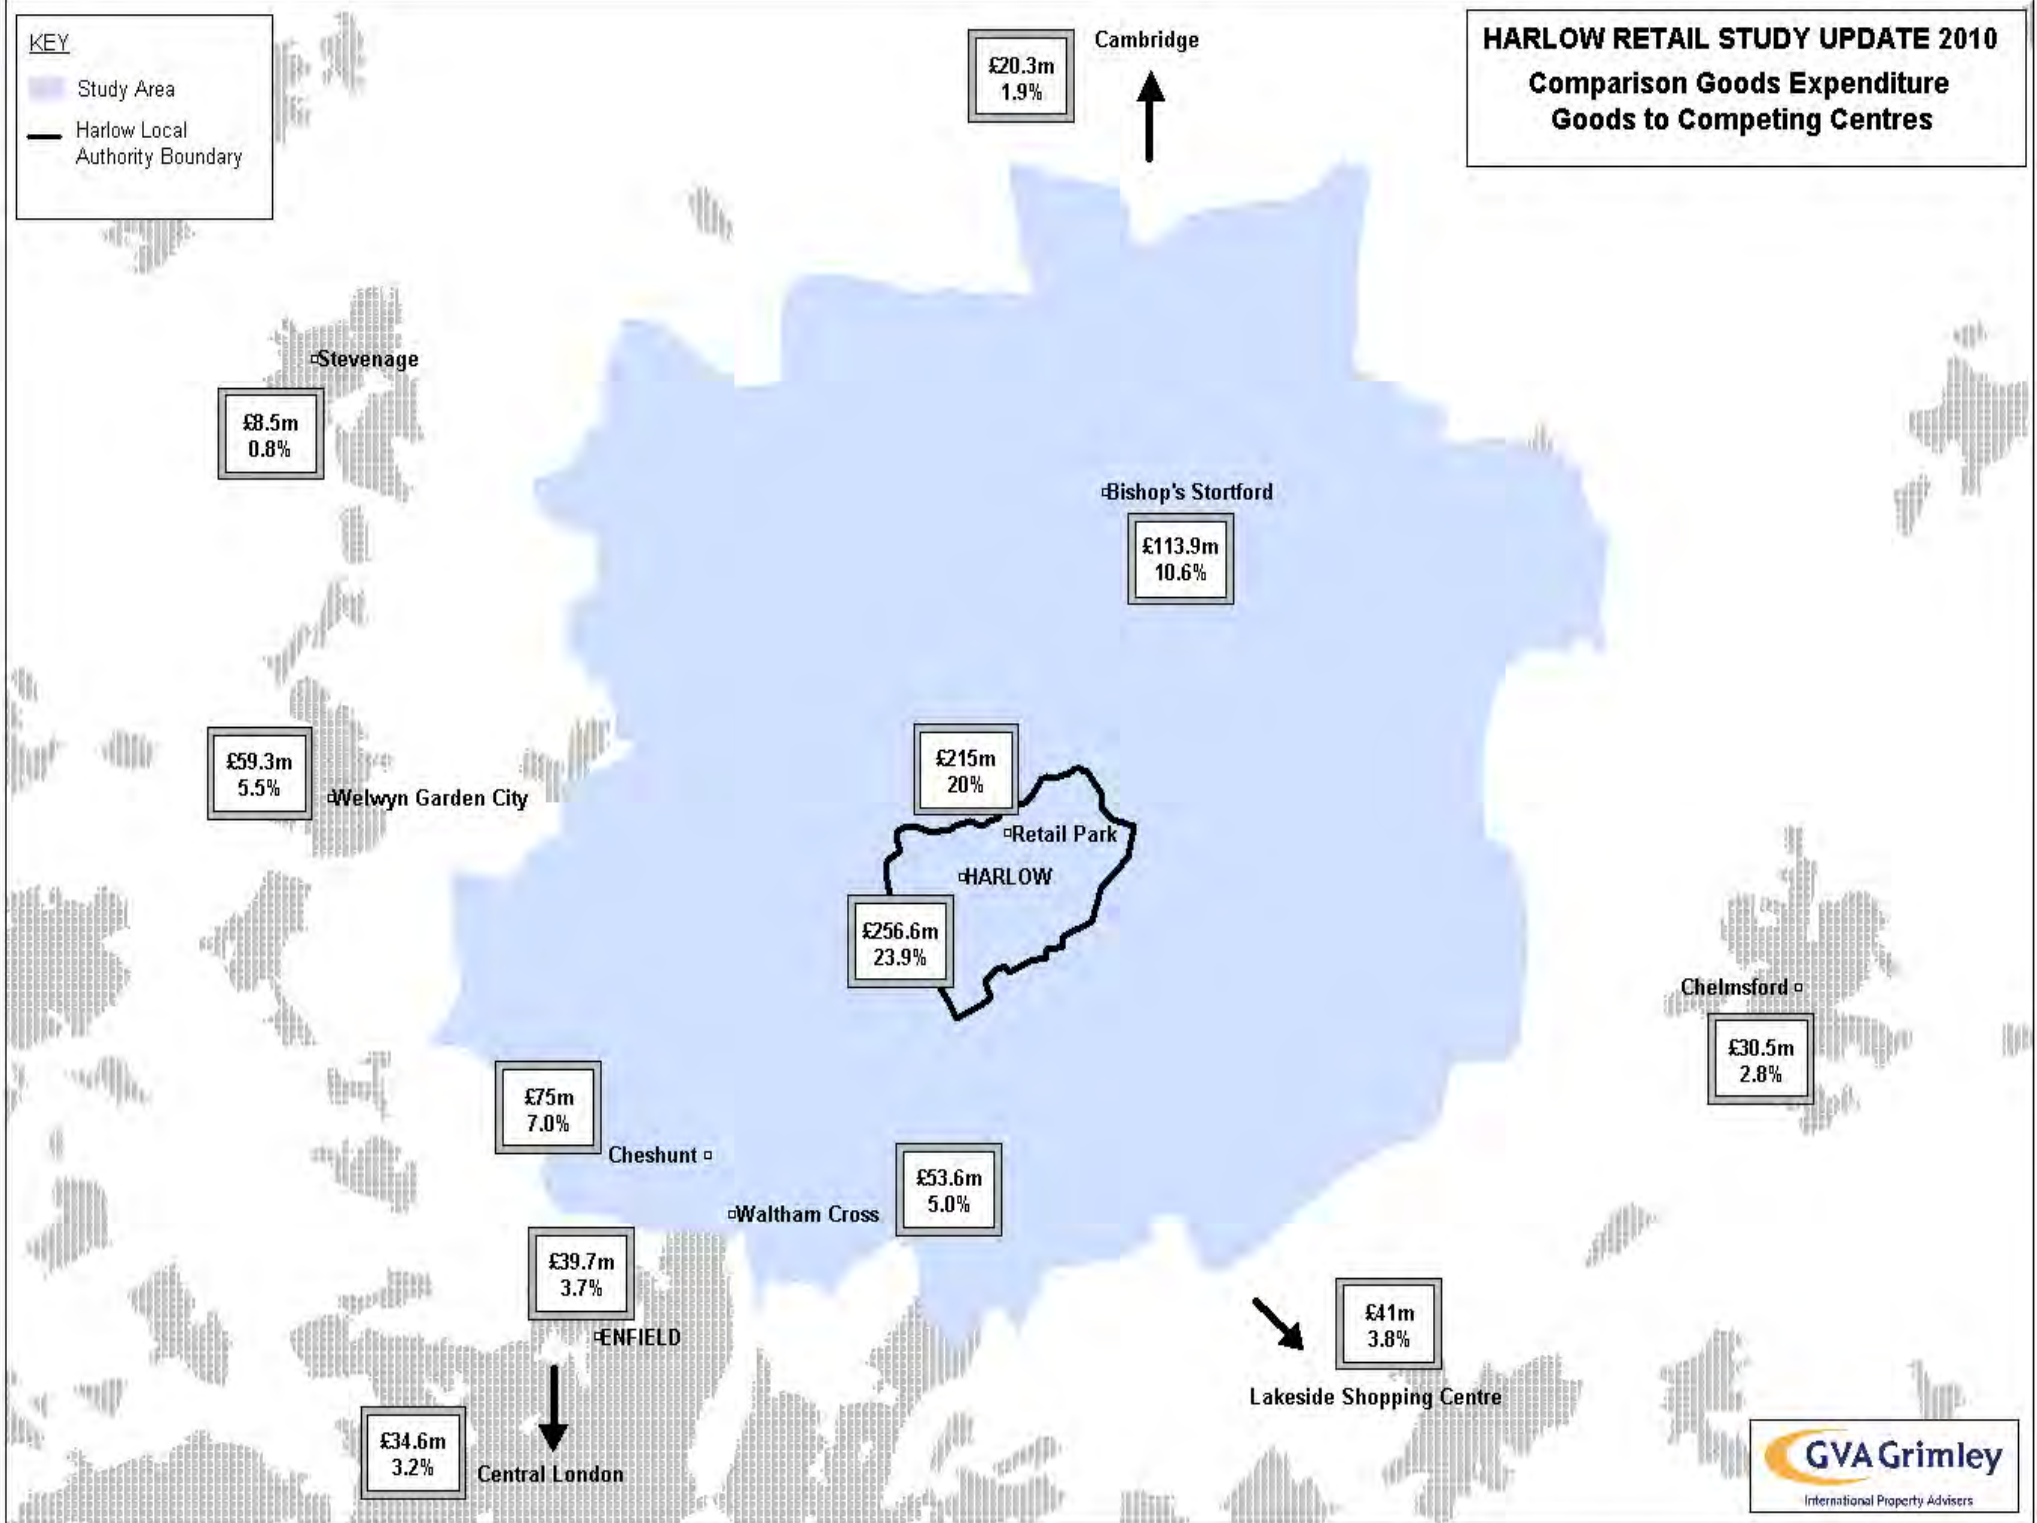 KEY
Study Area
Harlow Local
Authority Boundary
HARLOW RETAIL STUDY UPDATE 2010
Comparison Goods Expenditure
Goods to Competing Centres
£20.3m
1.9%
Cambridge
Stevenage
£8.5m
0.8%
Bishop's Stortford
£113.9m
10.6%
£59.3m
5.5%
Welwyn Garden City
£215m
20%
Retail Park
HARLOW
£256.6m
23.9%
Chelmsford
£30.5m
2.8%
£75m
7.0%
Cheshunt
£53.6m
5.0%
Waltham Cross
£39.7m
3.7%
ENFIELD
£41m
3.8%
Lakeside Shopping Centre
£34.6m
3.2%
Central London
GVA Grimley
International Property Advisers